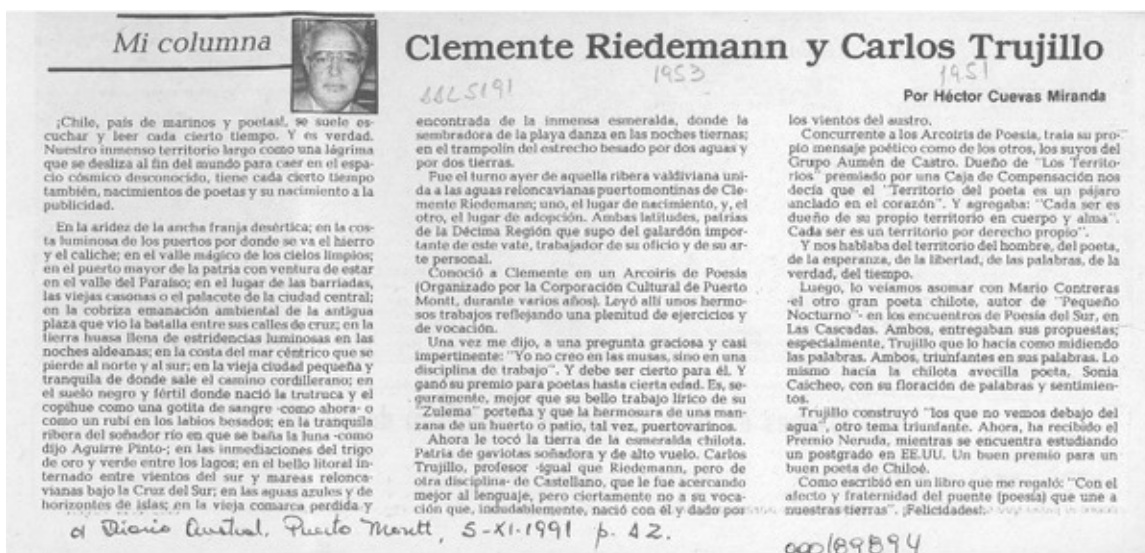 Mi columna
Clemente Riedemann y Carlos Trujillo
1953
1951
SSL5191
Por Héctor Cuevas Miranda
¡Chile, país de marinos y poetas!, se suele es-
cuchar y leer cada cierto tiempo. Y es verdad.
Nuestro inmenso territorio largo como una lágrima
que se desliza al fin del mundo para caer en el espa-
cio cósmico desconocido, tiene cada cierto tiempo
también, nacimientos de poetas y su nacimiento a la
publicidad.
En la aridez de la ancha franja desértica; en la cos-
ta luminosa de los puertos por donde se va el hierro
y el caliche; en el valle mágico de los cielos limpios;
en el puerto mayor de la patria con ventura de estar
en el valle del Paraíso; en el lugar de las barriadas,
las viejas casonas o el palacete de la ciudad central;
en la cobriza emanación ambiental de la antigua
plaza que vio la batalla entre sus calles de cruz; en la
tierra huasa llena de estridencias luminosas en las
noches aldeanas; en la costa del mar céntrico que se
pierde al norte y al sur; en la vieja ciudad pequeña y
tranquila de donde sale el camino cordillerano; en
el suelo negro y fértil donde nació la trutruca y el
copihue como una gotita de sangre -como ahora- o
como un rubí en los labios besados; en la tranquila
ribera del soñador río en que se baña la luna -como
dijo Aguirre Pinto-; en las inmediaciones del trigo
de oro y verde entre los lagos; en el bello litoral in-
ternado entre vientos del sur y mareas relonca-
vianas bajo la Cruz del Sur; en las aguas azules y de
horizontes de islas; en la vieja comarca perdida y
encontrada de la inmensa esmeralda, donde la
sembradora de la playa danza en las noches tiernas;
en el trampolín del estrecho besado por dos aguas y
por dos tierras.
Fue el turno ayer de aquella ribera valdiviana uni-
da a las aguas reloncavianas puertomontinas de Cle-
mente Riedemann; uno, el lugar de nacimiento, y, el
otro, el lugar de adopción. Ambas latitudes, patrias
de la Décima Región que supo del galardón impor-
tante de este vate, trabajador de su oficio y de su ar-
te personal.
Conoció a Clemente en un Arcoiris de Poesía
(Organizado por la Corporación Cultural de Puerto
Montt, durante varios años). Leyó allí unos hermo-
sos trabajos reflejando una plenitud de ejercicios y
de vocación.
Una vez me dijo, a una pregunta graciosa y casi
impertinente: "Yo no creo en las musas, sino en una
disciplina de trabajo". Y debe ser cierto para él. Y
ganó su premio para poetas hasta cierta edad. Es, se-
guramente, mejor que su bello trabajo lírico de su
"Zulema" porteña y que la hermosura de una man-
zana de un huerto o patio, tal vez, puertovarinos.
Ahora le tocó la tierra de la esmeralda chilota.
Patria de gaviotas soñadora y de alto vuelo. Carlos
Trujillo, profesor -igual que Riedemann, pero de
otra disciplina- de Castellano, que le fue acercando
mejor al lenguaje, pero ciertamente no a su voca-
ción que, indudablemente, nació con él y dado por
los vientos del austro.
Concurrente a los Arcoiris de Poesía, traía su pro-
pio mensaje poético como de los otros, los suyos del
Grupo Aumén de Castro. Dueño de "Los Territo-
rios" premiado por una Caja de Compensación nos
decía que el "Territorio del poeta es un pájaro
anclado en el corazón". Y agregaba: "Cada ser es
dueño de su propio territorio en cuerpo y alma".
Cada ser es un territorio por derecho propio".
Y nos hablaba del territorio del hombre, del poeta,
de la esperanza, de la libertad, de las palabras, de la
verdad, del tiempo.
Luego, lo veíamos asomar con Mario Contreras
-el otro gran poeta chilote, autor de "Pequeño
Nocturno"- en los encuentros de Poesía del Sur, en
Las Cascadas. Ambos, entregaban sus propuestas;
especialmente, Trujillo que lo hacía como midiendo
las palabras. Ambos, triunfantes en sus palabras. Lo
mismo hacía la chilota avecilla poeta, Sonia
Caicheo, con su floración de palabras y sentimien-
tos.
Trujillo construyó "los que no vemos debajo del
agua", otro tema triunfante. Ahora, ha recibido el
Premio Neruda, mientras se encuentra estudiando
un postgrado en EE.UU. Un buen premio para un
buen poeta de Chiloé.
Como escribió en un libro que me regaló: "Con el
afecto y fraternidad del puente (poesía) que une a
nuestras tierras". ¡Felicidades!.
el Diario Austral, Puerto Montt, 5-XI-1991 p. A2.
000189894